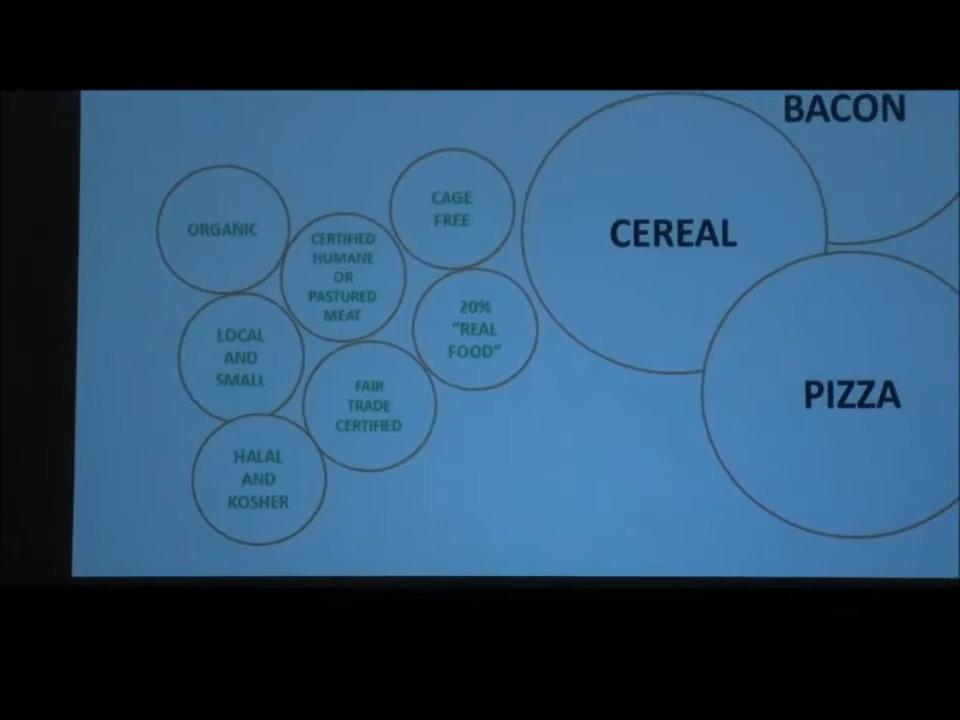 BACON
CEREAL
PIZZA
CAGE
FREE
ORGANIC
CERTIFIED
HUMANE
OR
PASTURED
MEAT
20%
"REAL
FOOD"
LOCAL
AND
SMALL
FAIR
TRADE
CERTIFIED
HALAL
AND
KOSHER